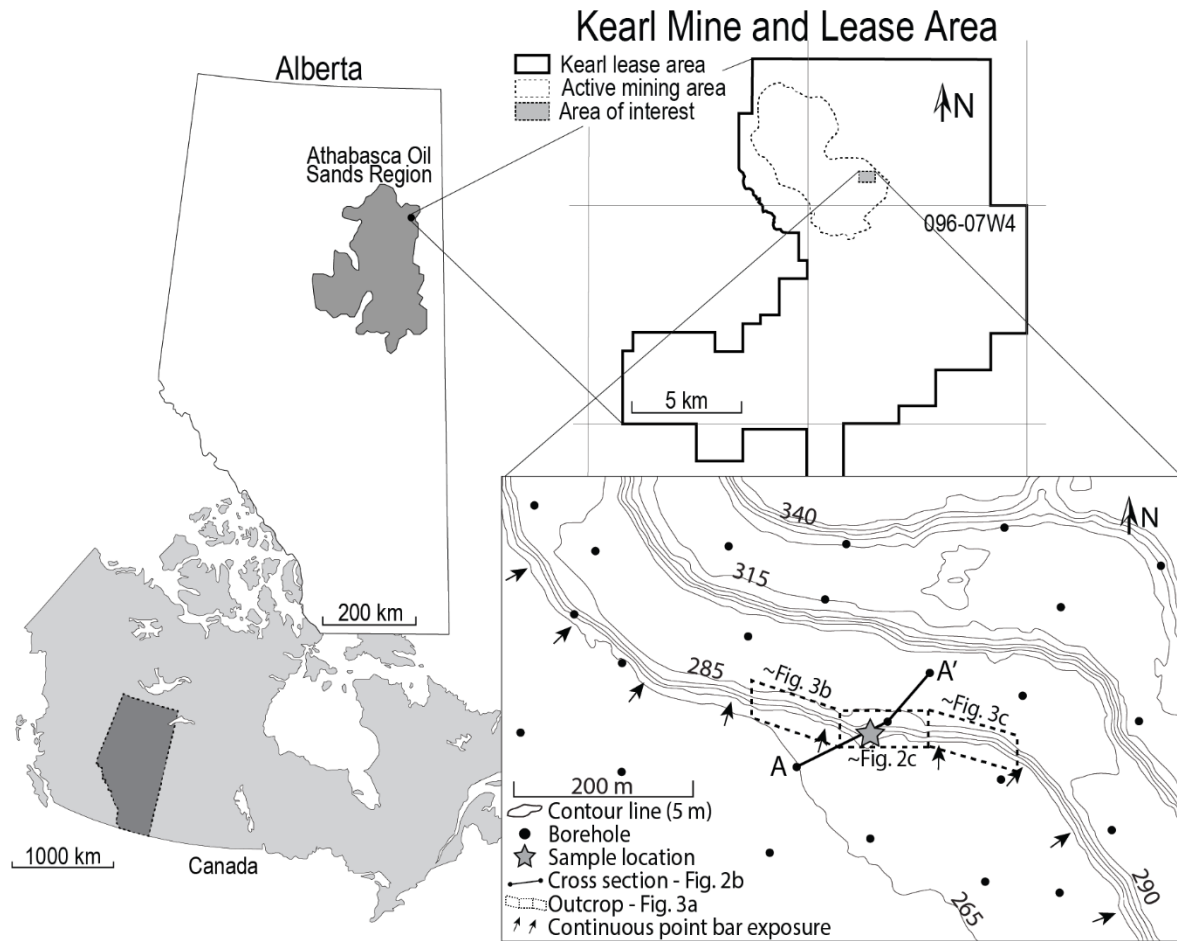 Kearl Mine and Lease Area
Alberta
Kearl lease area
Active mining area
Area of interest
N
Athabasca Oil
Sands Region
096-07W4
5 km
200 km
1000 km
Canada
N
340
315
285
A'
~Fig. 3b
~Fig. 3c
~Fig. 2c
A
200 m
290
265
Contour line (5 m)
Borehole
Sample location
Cross section - Fig. 2b
Outcrop - Fig. 3a
Continuous point bar exposure